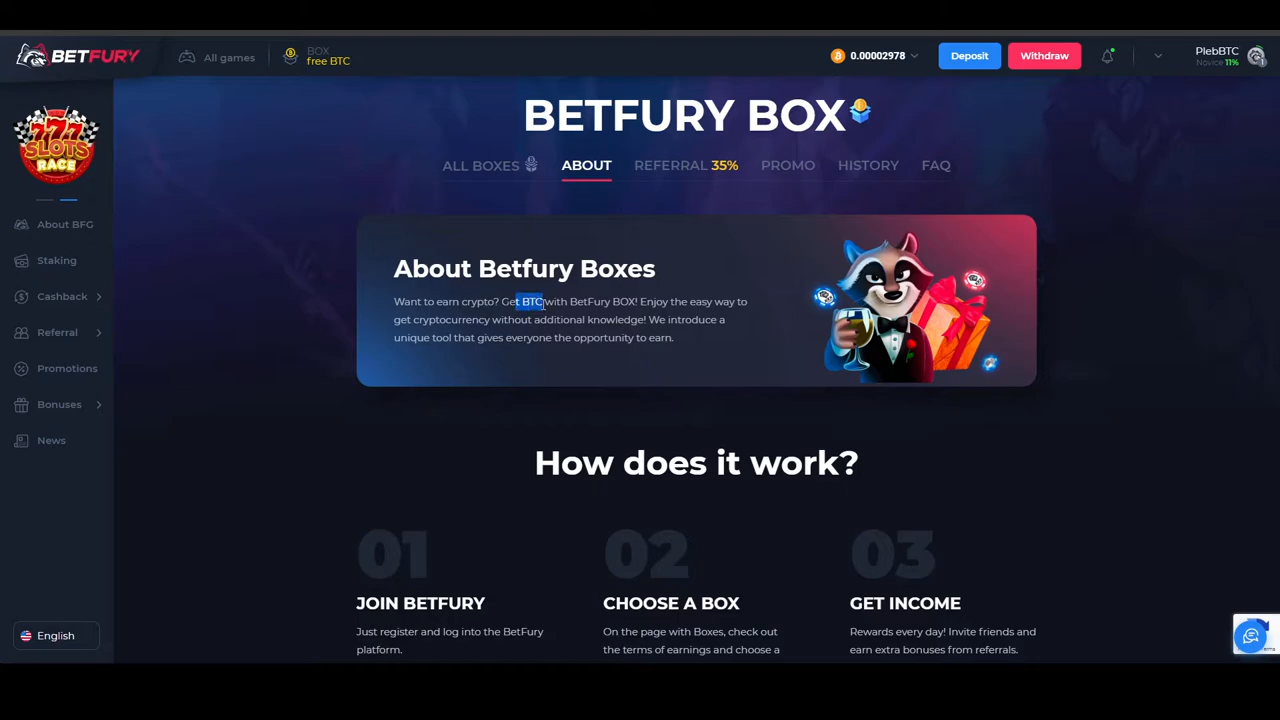 BETFURY
All games
BOX
free BTC
0.00002978
Deposit
Withdraw
PlebBTC
Novice 11%
1
777
SLOTS
RACE
BETFURY BOX
ALL BOXES
ABOUT
REFERRAL 35%
PROMO
HISTORY
FAQ
About BFG
Staking
Cashback
Referral
Promotions
Bonuses
News
English
About Betfury Boxes
Want to earn crypto? Get BTC with BetFury BOX! Enjoy the easy way to
get cryptocurrency without additional knowledge! We introduce a
unique tool that gives everyone the opportunity to earn.
How does it work?
01
JOIN BETFURY
Just register and log into the BetFury
platform.
02
CHOOSE A BOX
On the page with Boxes, check out
the terms of earnings and choose a
03
GET INCOME
Rewards every day! Invite friends and
earn extra bonuses from referrals.